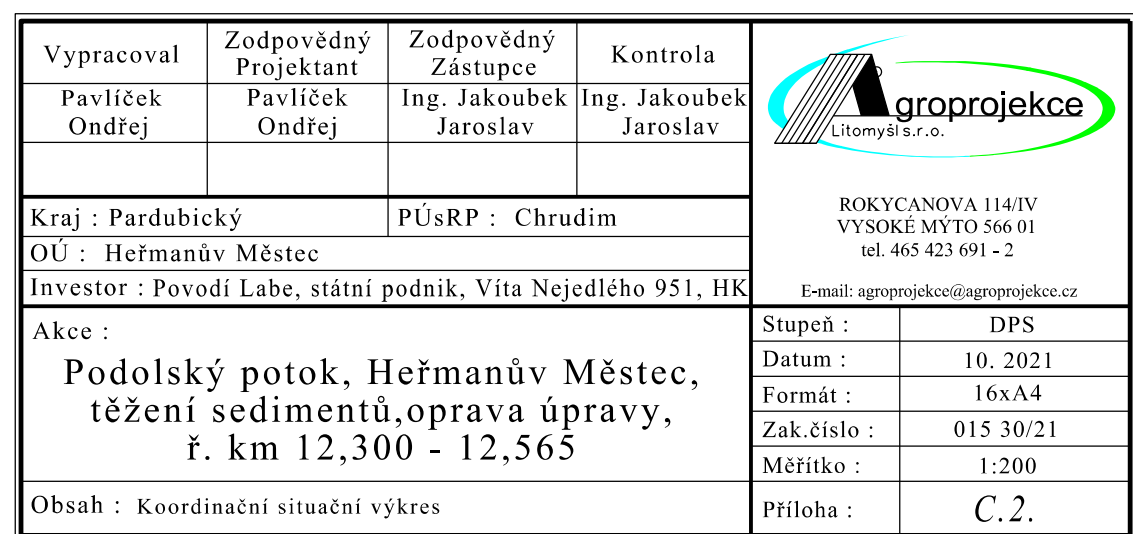 Vypracoval
Zodpovědný
Projektant
Zodpovědný
Zástupce
Kontrola
Pavlíček
Ondřej
Pavlíček
Ondřej
Ing. Jakoubek
Jaroslav
Ing. Jakoubek
Jaroslav
Agroprojekce
Litomyšl s.r.o.
ROKYCANOVA 114/IV
VYSOKÉ MÝTO 566 01
tel. 465 423 691 - 2
E-mail: agroprojekce@agroprojekce.cz
Kraj : Pardubický
PÚsRP : Chrudim
OÚ : Heřmanův Městec
Investor : Povodí Labe, státní podnik, Víta Nejedlého 951, HK
Akce :
Podolský potok, Heřmanův Městec,
těžení sedimentů,oprava úpravy,
ř. km 12,300 - 12,565
Obsah : Koordinační situační výkres
Stupeň : DPS
Datum : 10. 2021
Formát : 16xA4
Zak.číslo : 015 30/21
Měřítko : 1:200
Příloha : C.2.